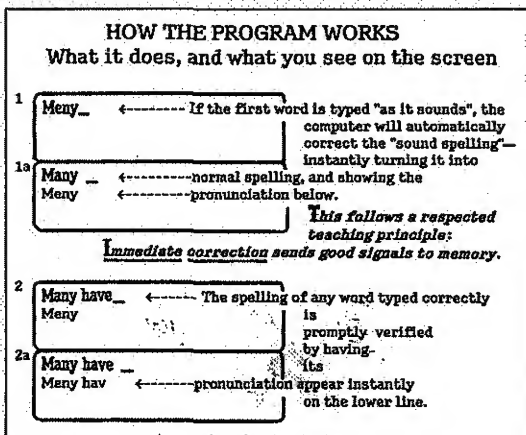 HOW THE PROGRAM WORKS
What it does, and what you see on the screen
1
Meny_ <-------- If the first word is typed "as it sounds", the
computer will automatically
correct the "sound spelling"—
instantly turning it into
1a
Many _ <--------normal spelling, and showing the
Meny <--------pronunciation below.
This follows a respected
teaching principle:
Immediate correction sends good signals to memory.
2
Many have_ <------- The spelling of any word typed correctly
Meny is
promptly verified
by having-
its
2a
Many have _
Meny hav <--------pronunciation appear instantly
on the lower line.